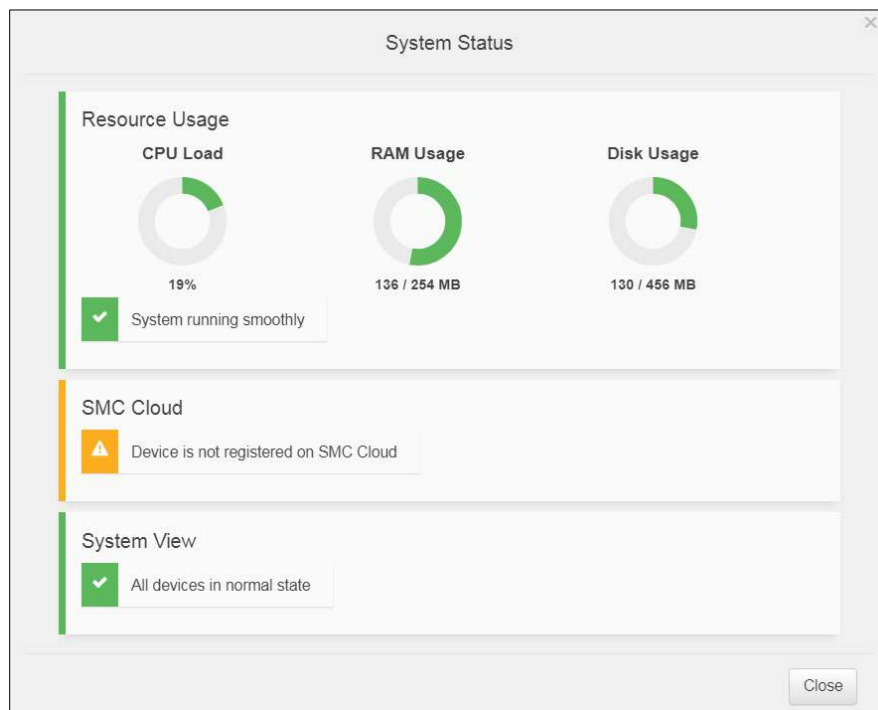 System Status
×
Resource Usage
CPU Load
RAM Usage
Disk Usage
19%
136 / 254 MB
130 / 456 MB
System running smoothly
SMC Cloud
Device is not registered on SMC Cloud
System View
All devices in normal state
Close